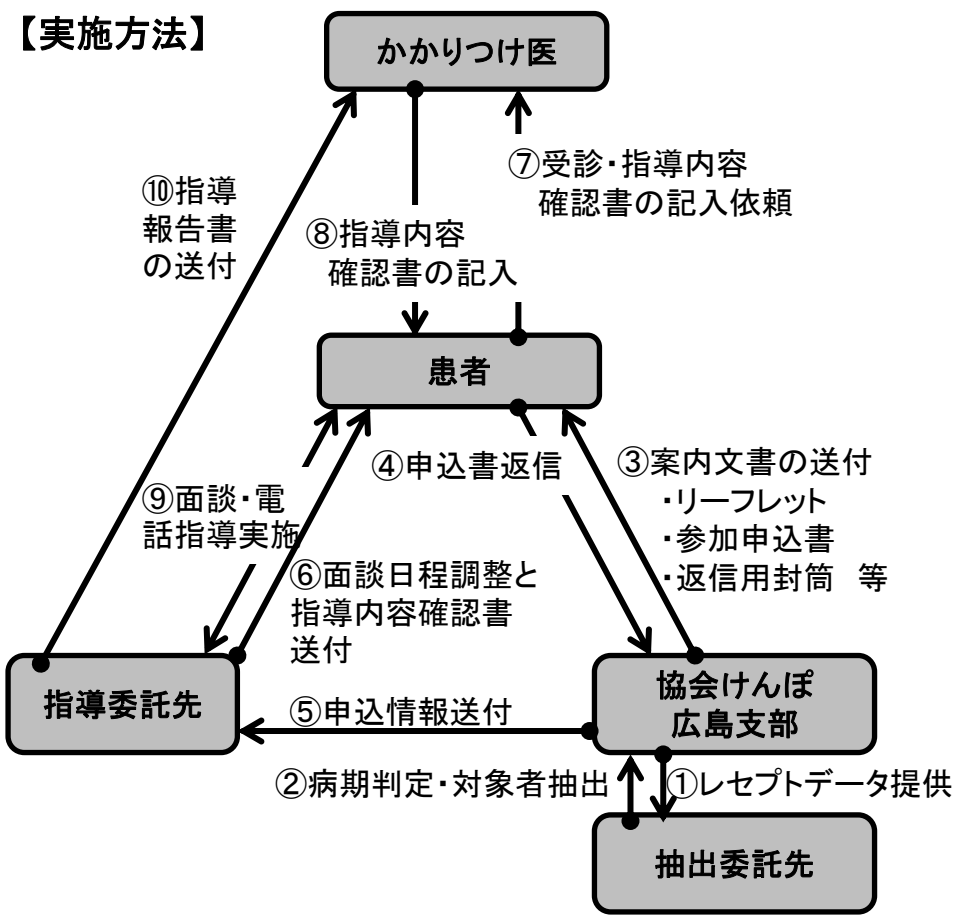 【実施方法】
かかりつけ医
⑦受診・指導内容
確認書の記入依頼
⑩指導
報告書
の送付
⑧指導内容
確認書の記入
患者
④申込書返信
③案内文書の送付
・リーフレット
・参加申込書
・返信用封筒　等
⑨面談・電
話指導実施
⑥面談日程調整と
指導内容確認書
送付
指導委託先
協会けんぽ
広島支部
⑤申込情報送付
②病期判定・対象者抽出
①レセプトデータ提供
抽出委託先